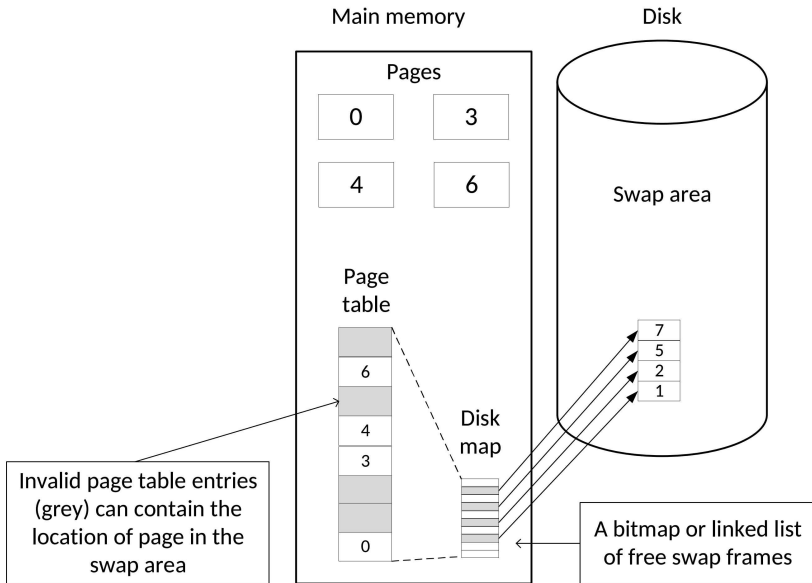 Main memory
Disk
Pages
0
3
4
6
Swap area
Page
table
6
4
3
0
Disk
map
7
5
2
1
Invalid page table entries
(grey) can contain the
location of page in the
swap area
A bitmap or linked list
of free swap frames